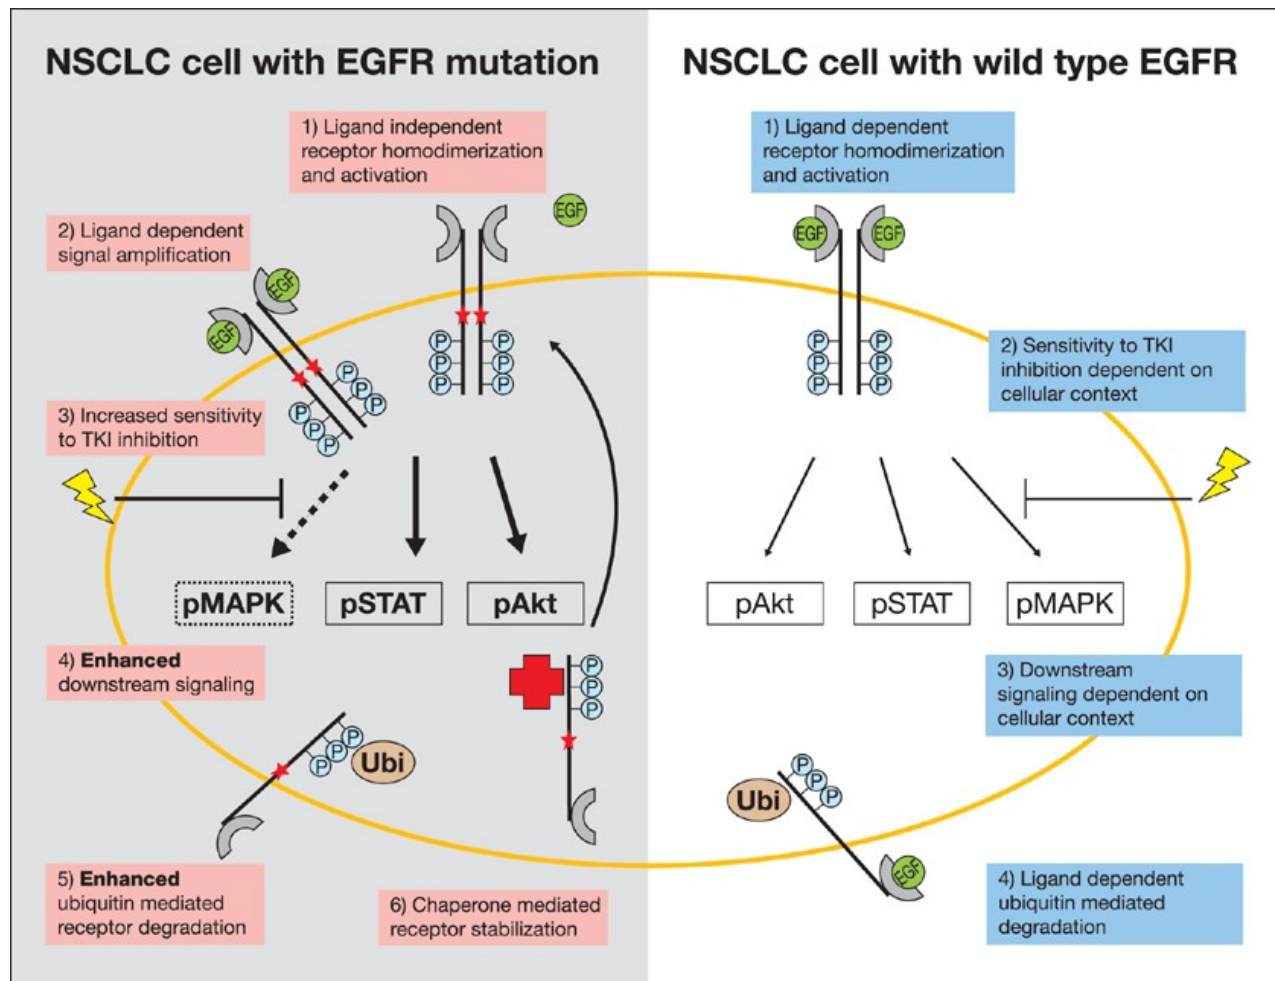 NSCLC cell with EGFR mutation
1) Ligand independent
receptor homodimerization
and activation
EGF
2) Ligand dependent
signal amplification
EGF
EGF
P
P
P
P
P
P
P
P
P
P
P
P
3) Increased sensitivity
to TKI inhibition
pMAPK
pSTAT
pAkt
4) Enhanced
downstream signaling
P
P
P
P
P
P
Ubi
5) Enhanced
ubiquitin mediated
receptor degradation
6) Chaperone mediated
receptor stabilization
NSCLC cell with wild type EGFR
1) Ligand dependent
receptor homodimerization
and activation
EGF
EGF
P
P
P
P
P
P
2) Sensitivity to TKI
inhibition dependent on
cellular context
pAkt
pSTAT
pMAPK
3) Downstream
signaling dependent on
cellular context
P
P
P
Ubi
EGF
4) Ligand dependent
ubiquitin mediated
degradation